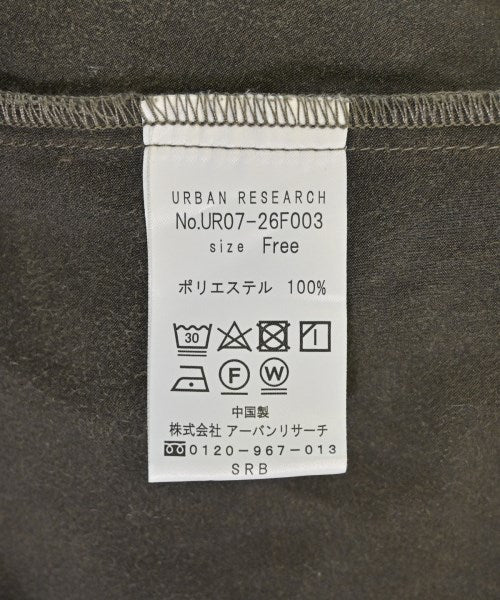 URBAN RESEARCH
No.UR07-26F003
size Free
ポリエステル 100%
30
F W
中国製
株式会社 アーバンリサーチ
0120-967-013
SRB